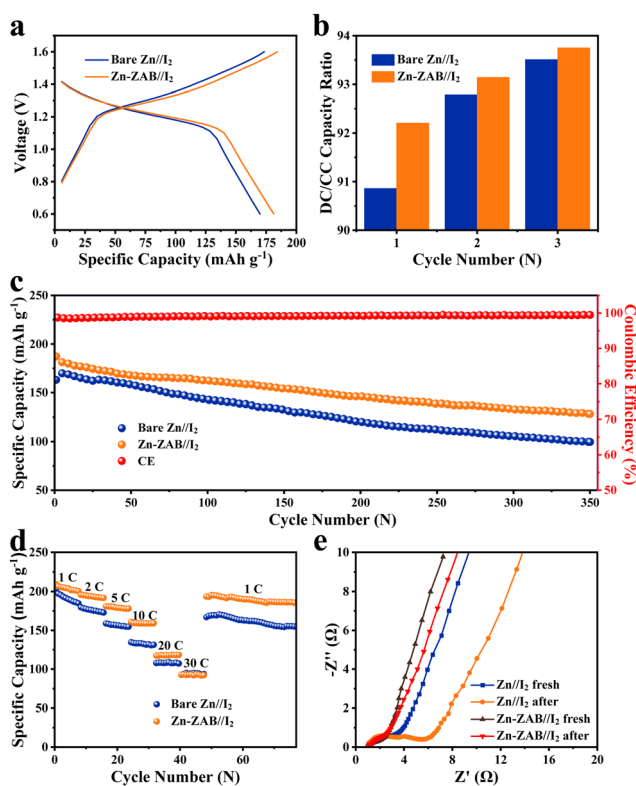 a
Bare Zn//I₂
Zn-ZAB//I₂
Voltage (V)
1.6
1.4
1.2
1.0
0.8
0.6
0 25 50 75 100 125 150 175 200
Specific Capacity (mAh g⁻¹)
b
Bare Zn//I₂
Zn-ZAB//I₂
DC/CC Capacity Ratio
94
93
92
91
90
1 2 3
Cycle Number (N)
c
Specific Capacity (mAh g⁻¹)
250
200
150
100
50
Bare Zn//I₂
Zn-ZAB//I₂
CE
0 50 100 150 200 250 300 350
Cycle Number (N)
100
90
80
70
60
50
Coulombic Efficiency (%)
d
Specific Capacity (mAh g⁻¹)
250
200
150
100
50
0
1 C 2 C 5 C 10 C 20 C 30 C 1 C
Bare Zn//I₂
Zn-ZAB//I₂
0 20 40 60
Cycle Number (N)
e
-Z'' (Ω)
10
8
6
4
2
0
Zn//I₂ fresh
Zn//I₂ after
Zn-ZAB//I₂ fresh
Zn-ZAB//I₂ after
0 4 8 12 16 20
Z' (Ω)